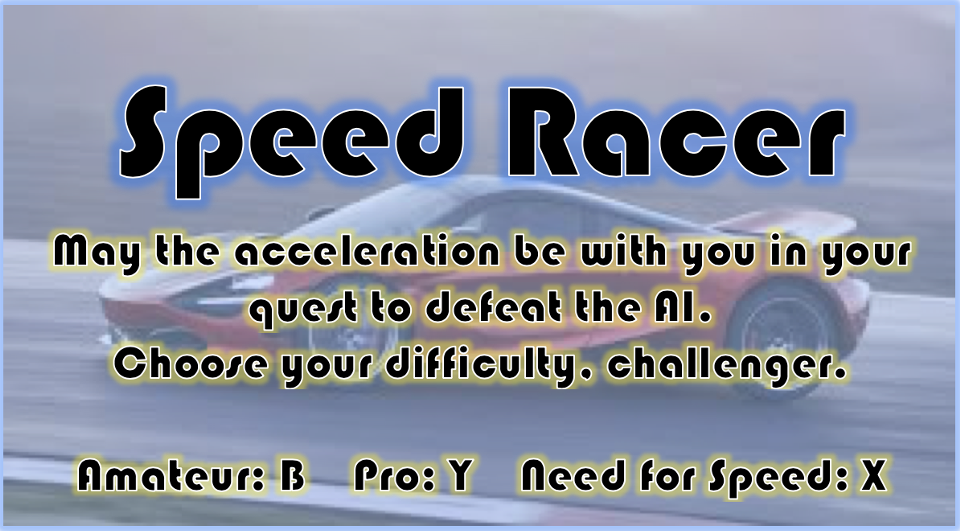 Speed Racer
May the acceleration be with you in your
quest to defeat the AI.
Choose your difficulty, challenger.
Amateur: B Pro: Y Need for Speed: X